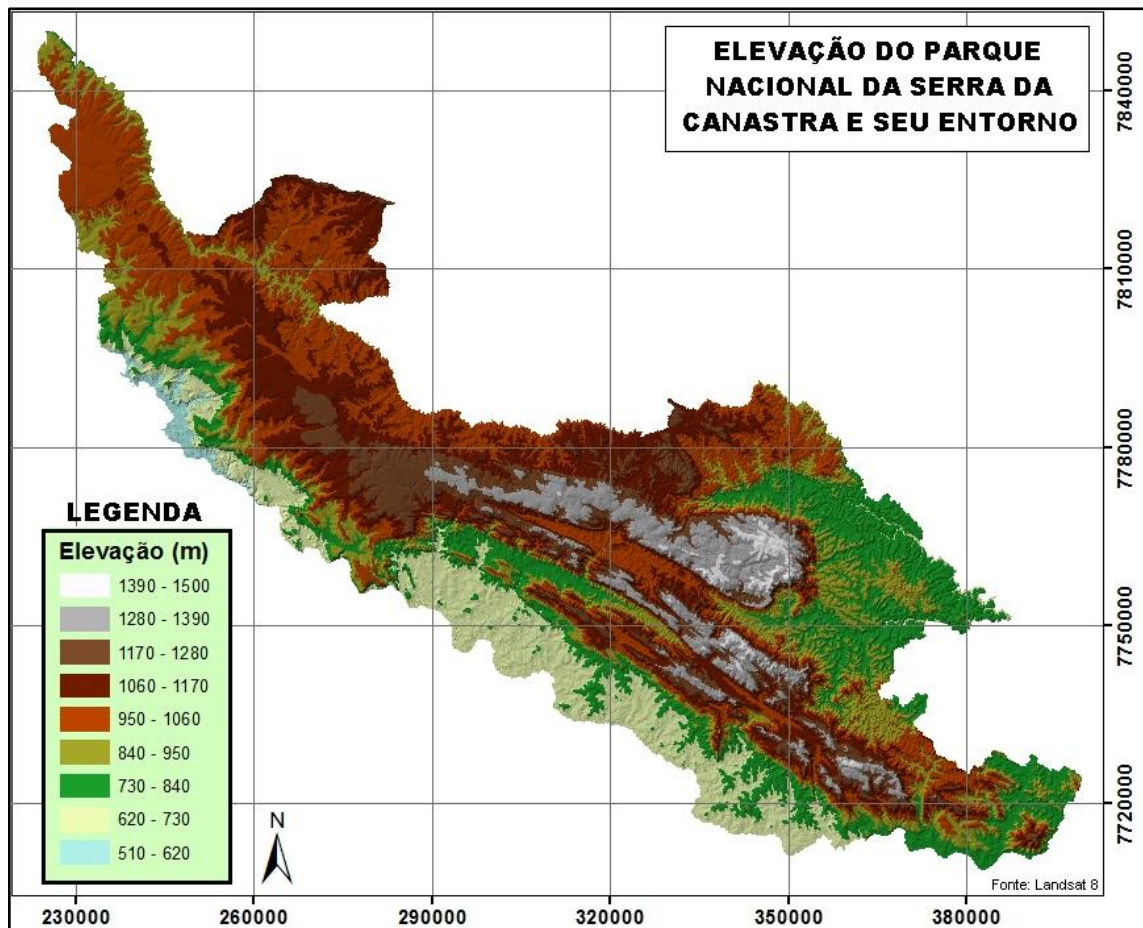 ELEVAÇÃO DO PARQUE
NACIONAL DA SERRA DA
CANASTRA E SEU ENTORNO
7840000
7810000
7780000
7750000
7720000
LEGENDA
Elevação (m)
1390 - 1500
1280 - 1390
1170 - 1280
1060 - 1170
950 - 1060
840 - 950
730 - 840
620 - 730
510 - 620
N
Fonte: Landsat 8
230000 260000 290000 320000 350000 380000